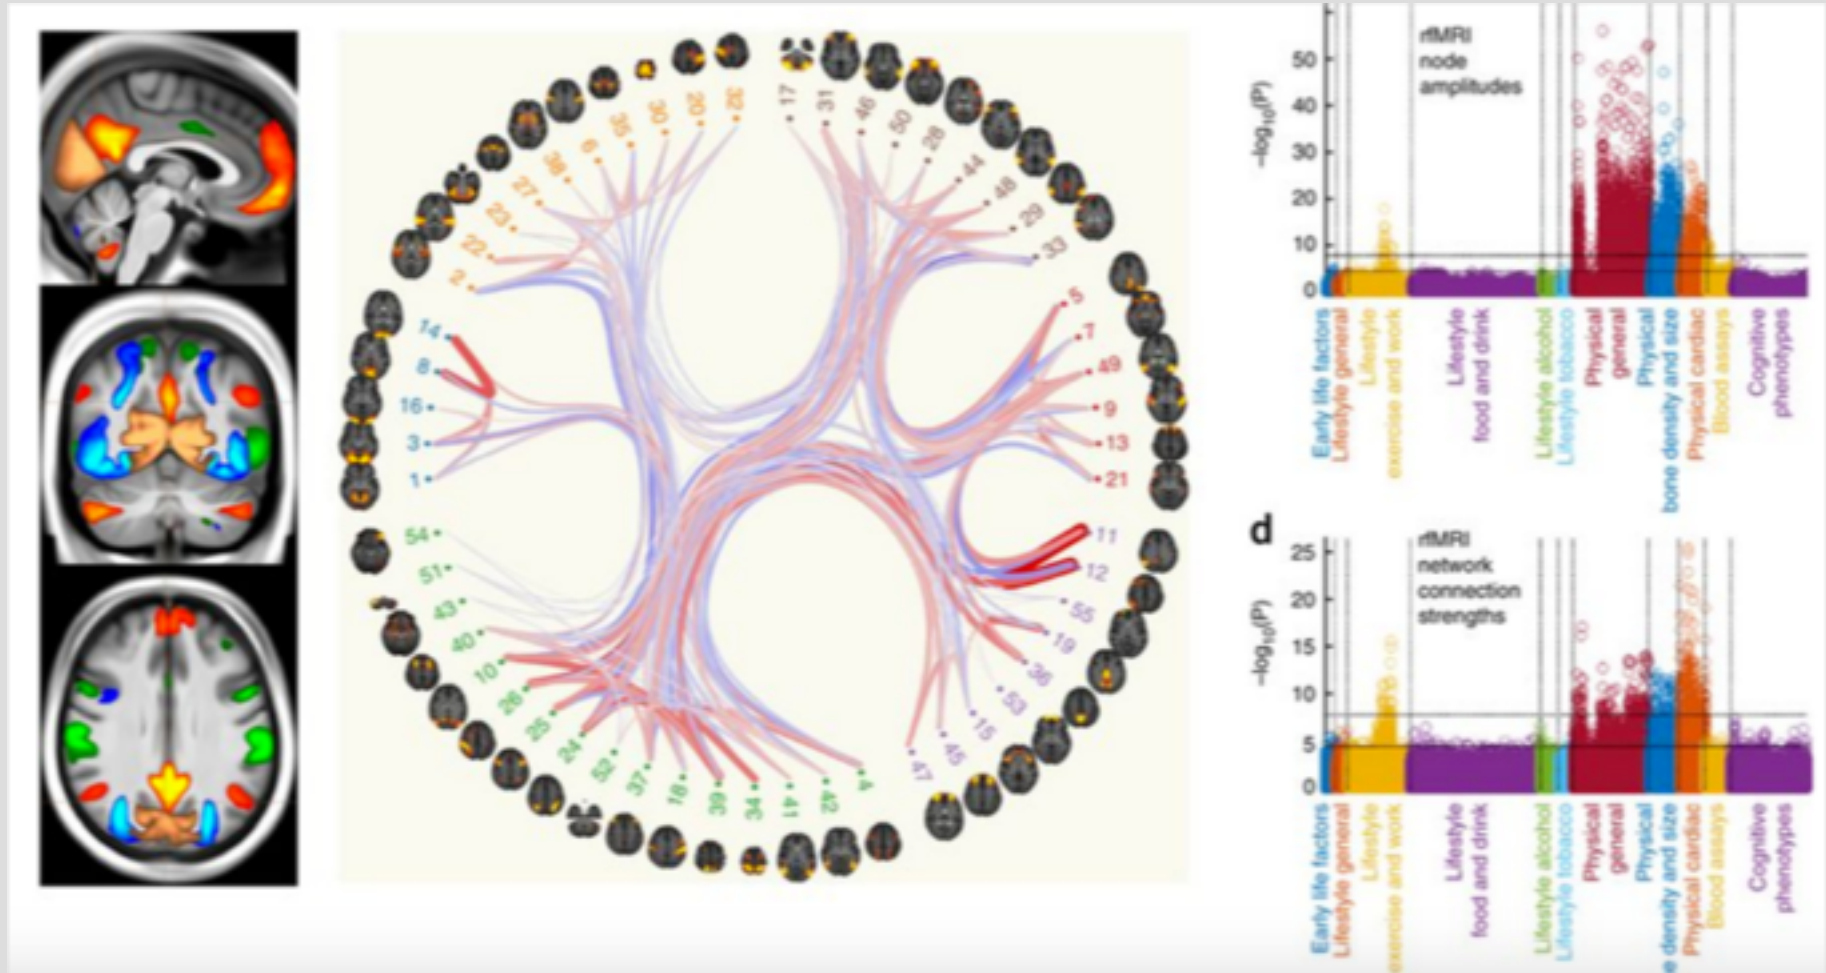 32
20
30
35
6
38
27
23
22
2
14
8
16
3
1
54
51
43
40
10
26
25
24
52
37
18
39
34
41
42
4
17
31
46
50
28
44
48
29
33
5
7
49
9
13
21
11
12
55
19
36
53
15
45
47
rfMRI
node
amplitudes
−log10(P)
50
40
30
20
10
0
Early life factors
Lifestyle general
Lifestyle
exercise and work
Lifestyle
food and drink
Lifestyle alcohol
Lifestyle tobacco
Physical
general
Physical
bone density and size
Physical cardiac
Blood assays
Cognitive
phenotypes
d
rfMRI
network
connection
strengths
−log10(P)
25
20
15
10
5
0
Early life factors
Lifestyle general
Lifestyle
exercise and work
Lifestyle
food and drink
Lifestyle alcohol
Lifestyle tobacco
Physical
general
Physical
e density and size
Physical cardiac
Blood assays
Cognitive
phenotypes